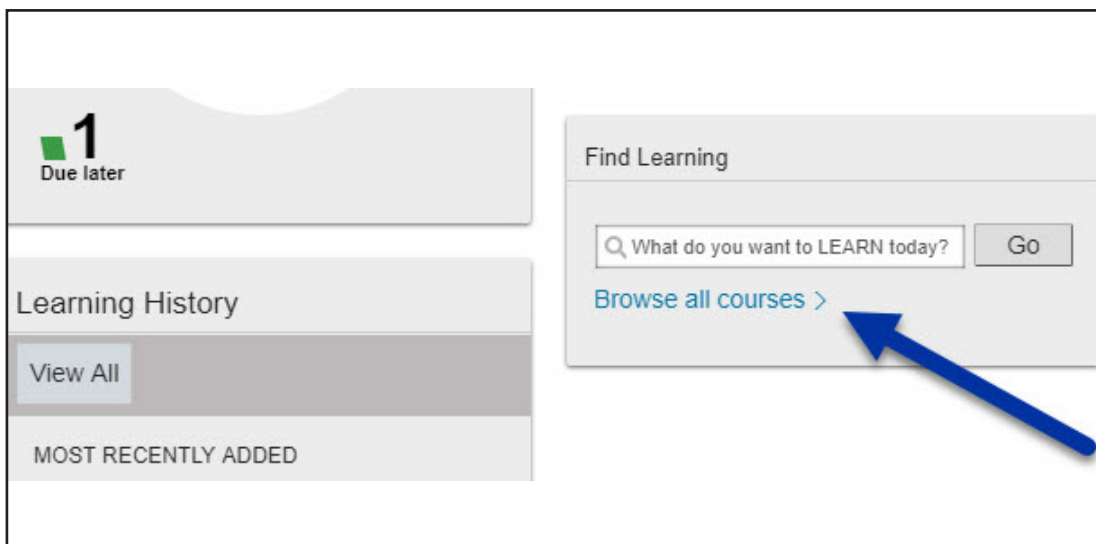 1
Due later
Learning History
View All
MOST RECENTLY ADDED
Find Learning
What do you want to LEARN today?
Go
Browse all courses >